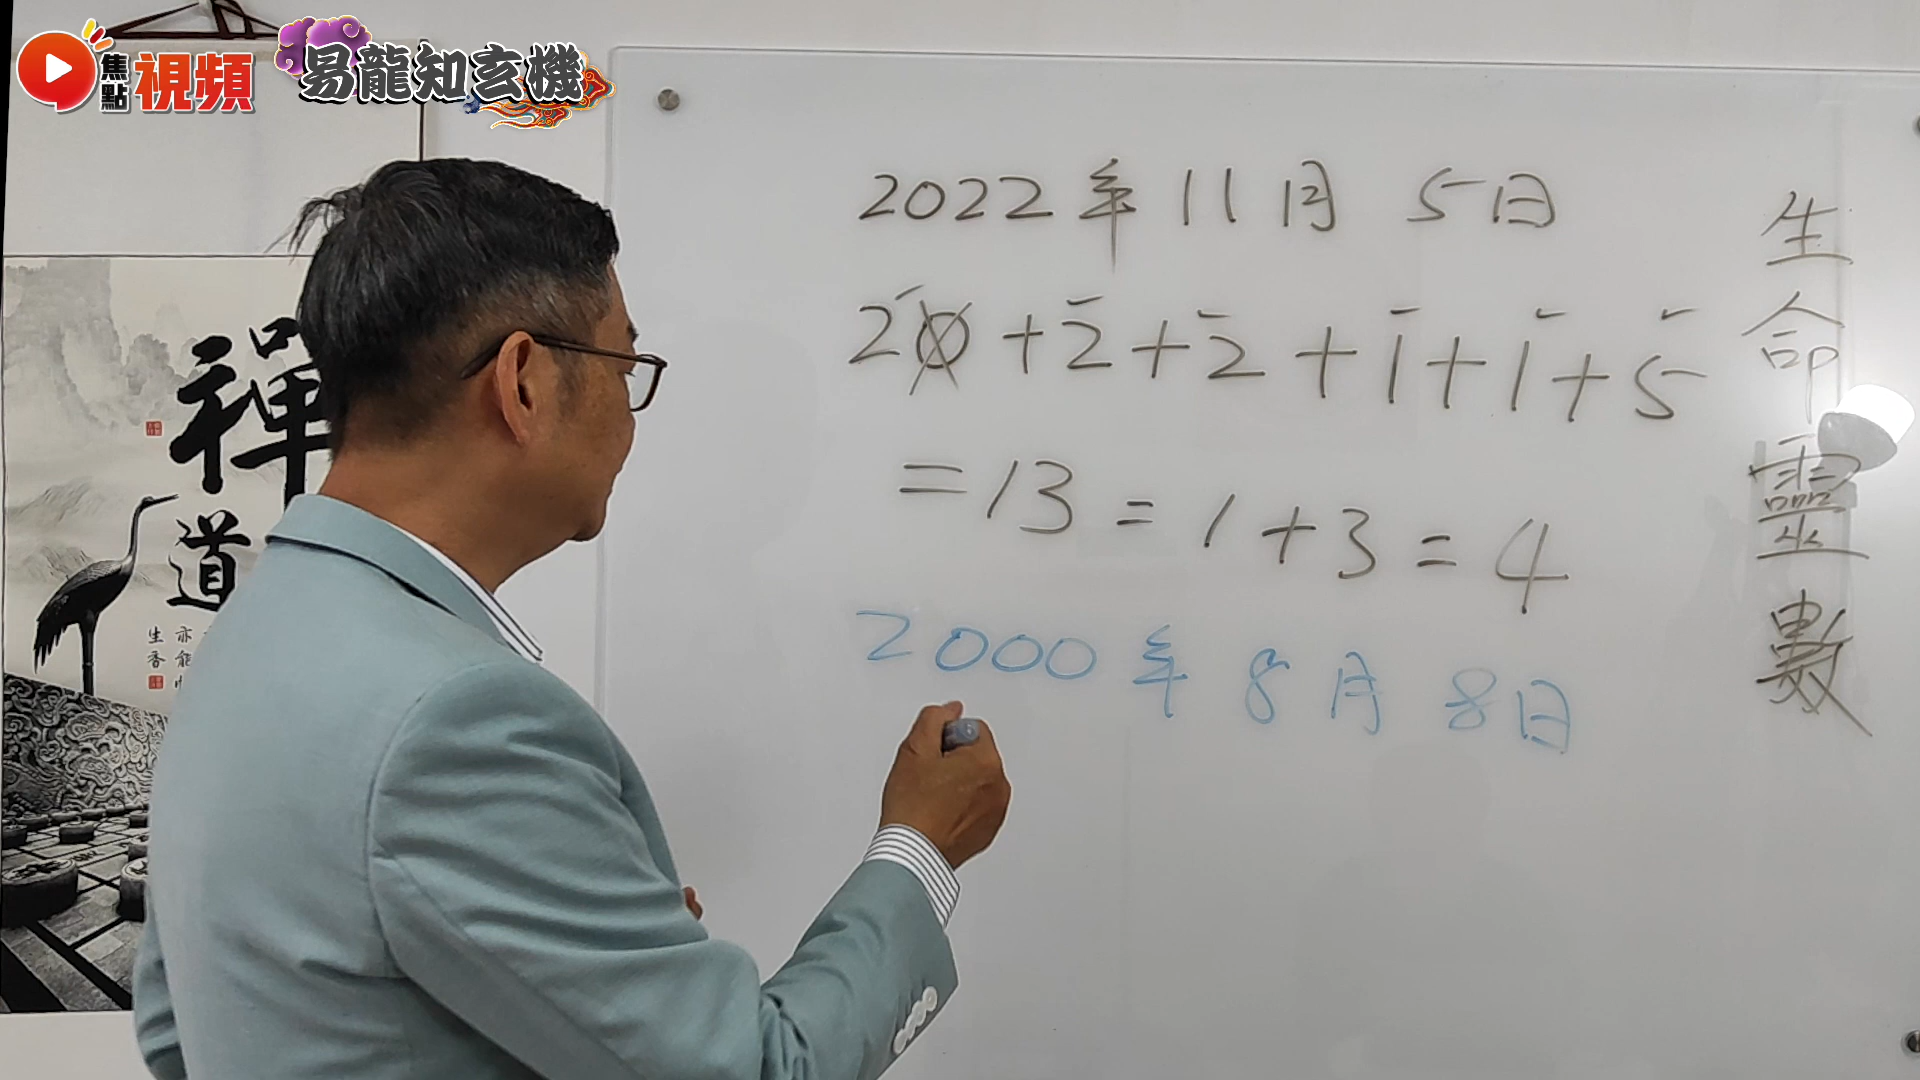 焦點
視頻
易龍知玄機
2022年11月5日
20+2+2+1+1+5
=13=1+3=4
2000年8月8日
生命靈數
禪
道
生香